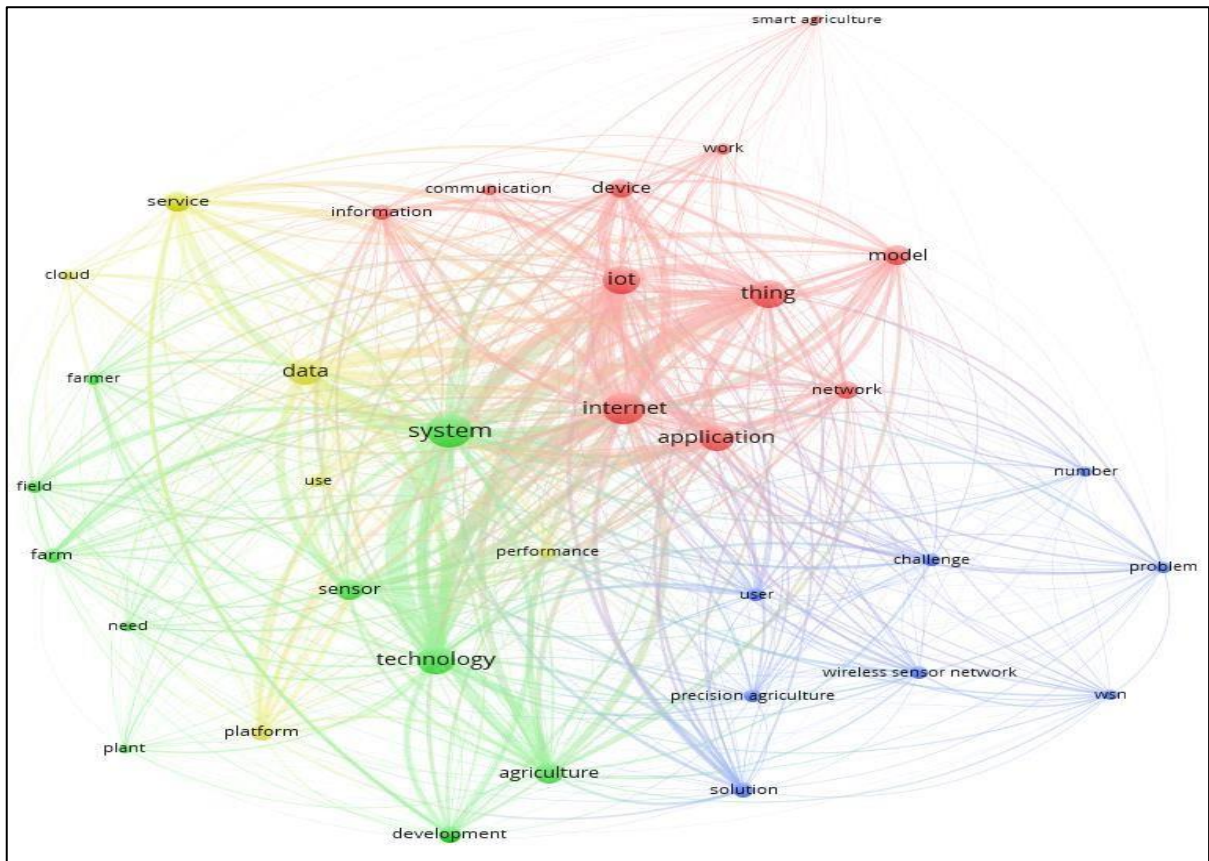 smart agriculture
work
communication
device
service
information
model
cloud
iot
thing
data
farmer
network
internet
system
application
number
use
field
farm
performance
challenge
problem
sensor
user
need
technology
wireless sensor network
precision agriculture
wsn
platform
plant
agriculture
solution
development